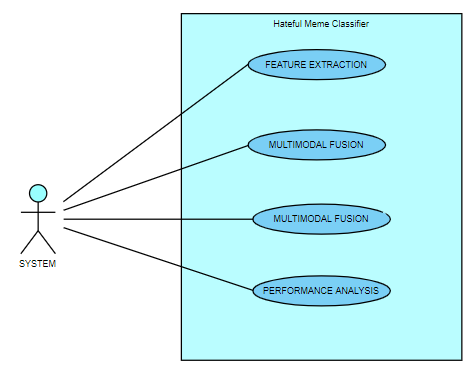 Hateful Meme Classifier
FEATURE EXTRACTION
MULTIMODAL FUSION
MULTIMODAL FUSION
SYSTEM
PERFORMANCE ANALYSIS